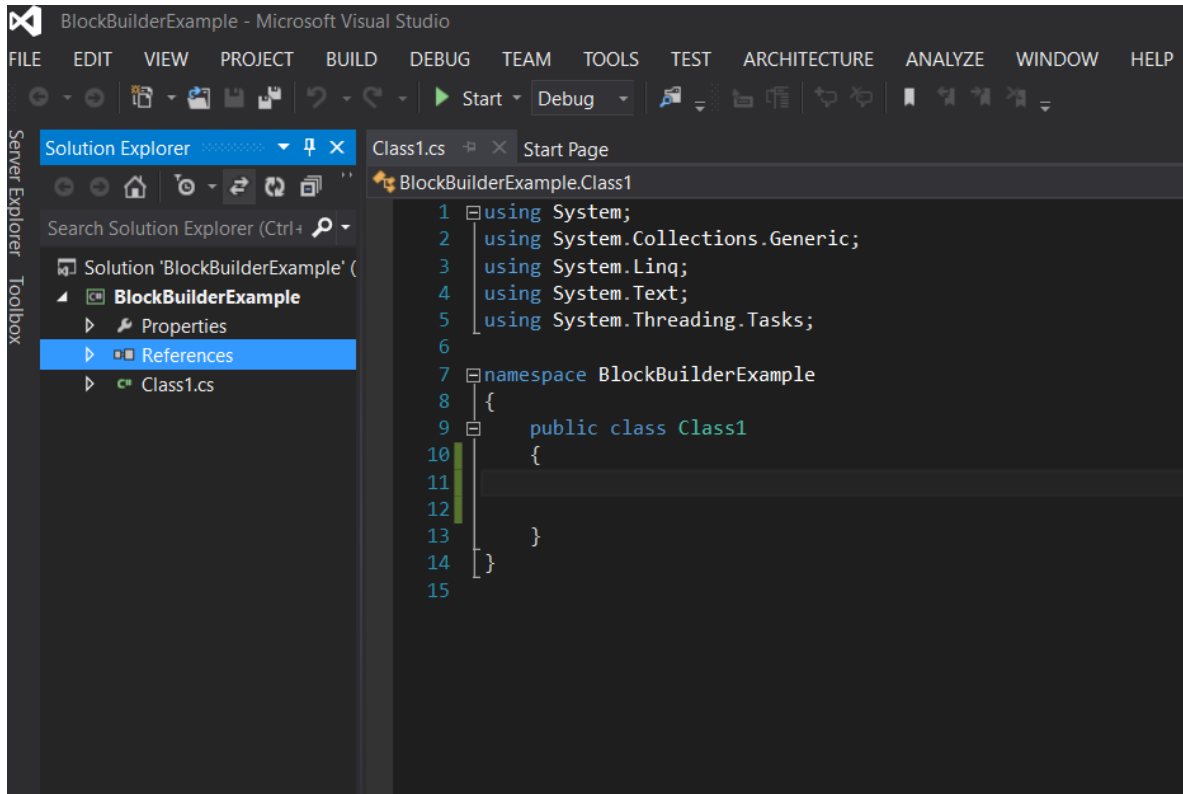 BlockBuilderExample - Microsoft Visual Studio
FILE EDIT VIEW PROJECT BUILD DEBUG TEAM TOOLS TEST ARCHITECTURE ANALYZE WINDOW HELP
Start Debug
Server Explorer
Toolbox
Solution Explorer
Search Solution Explorer (Ctrl+
Solution 'BlockBuilderExample' (
BlockBuilderExample
Properties
References
C# Class1.cs
Class1.cs Start Page
BlockBuilderExample.Class1
1 using System;
2 using System.Collections.Generic;
3 using System.Linq;
4 using System.Text;
5 using System.Threading.Tasks;
6
7 namespace BlockBuilderExample
8 {
9 public class Class1
10 {
11
12
13 }
14 }
15